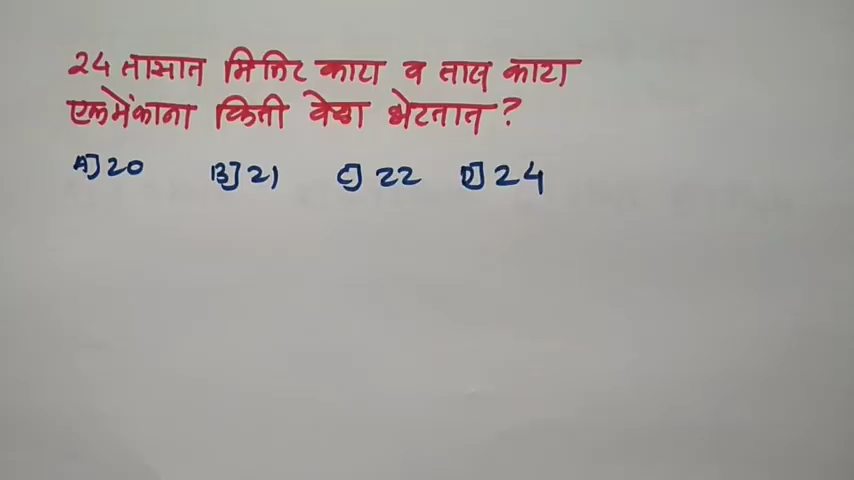 24 तासात मिनिट काटा व तास काटा
एकमेंकाना किती वेळा भेटतात ?
A] 20 B] 21 C] 22 D] 24